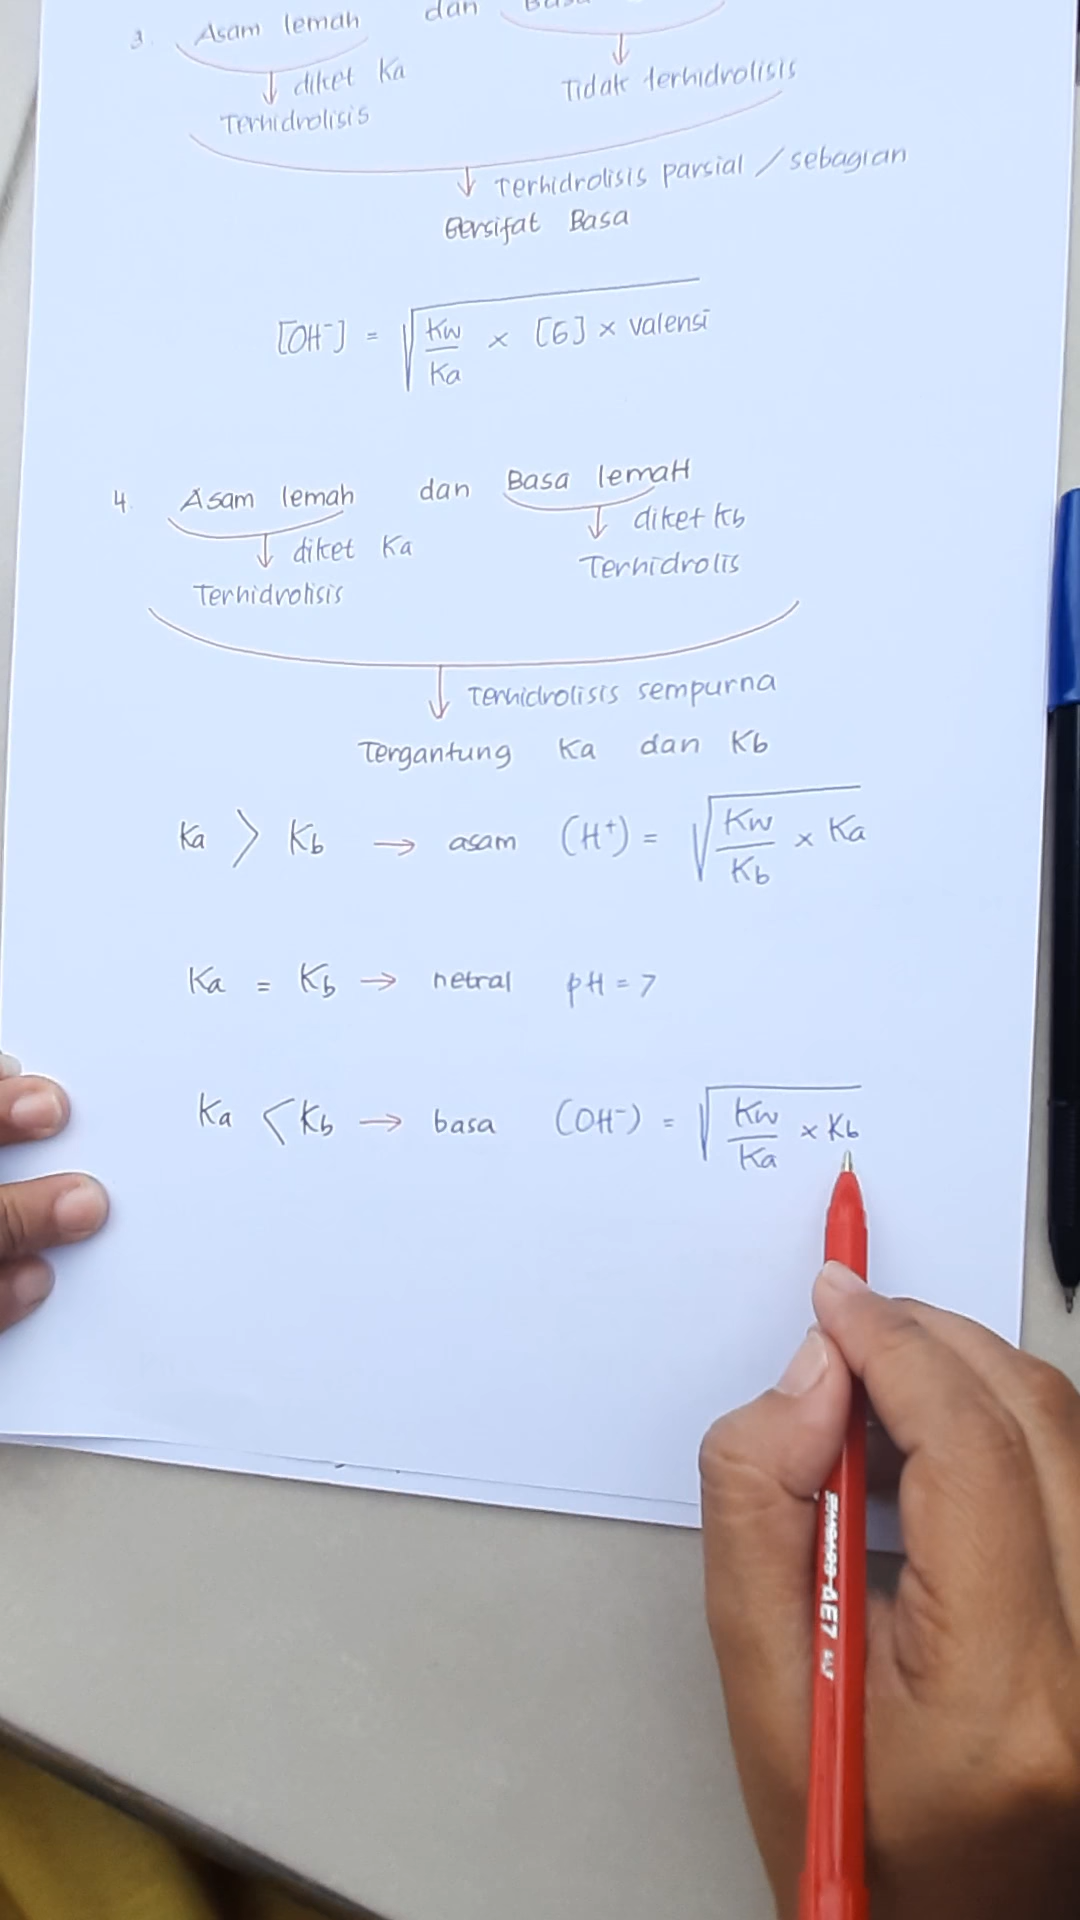 3. Asam lemah dan Basa
↓ diket Ka ↓
Terhidrolisis Tidak terhidrolisis
↓ Terhidrolisis parsial / sebagian
Bersifat Basa
[OH⁻] = √(Kw/Ka × [G] × valensi)
4. Asam lemah dan Basa lemaH
↓ diket Ka ↓ diket Kb
Terhidrolisis Terhidrolis
↓ Terhidrolisis sempurna
Tergantung Ka dan Kb
Ka > Kb → asam (H⁺) = √(Kw/Kb × Ka)
Ka = Kb → netral pH = 7
Ka < Kb → basa (OH⁻) = √(Kw/Ka × Kb)